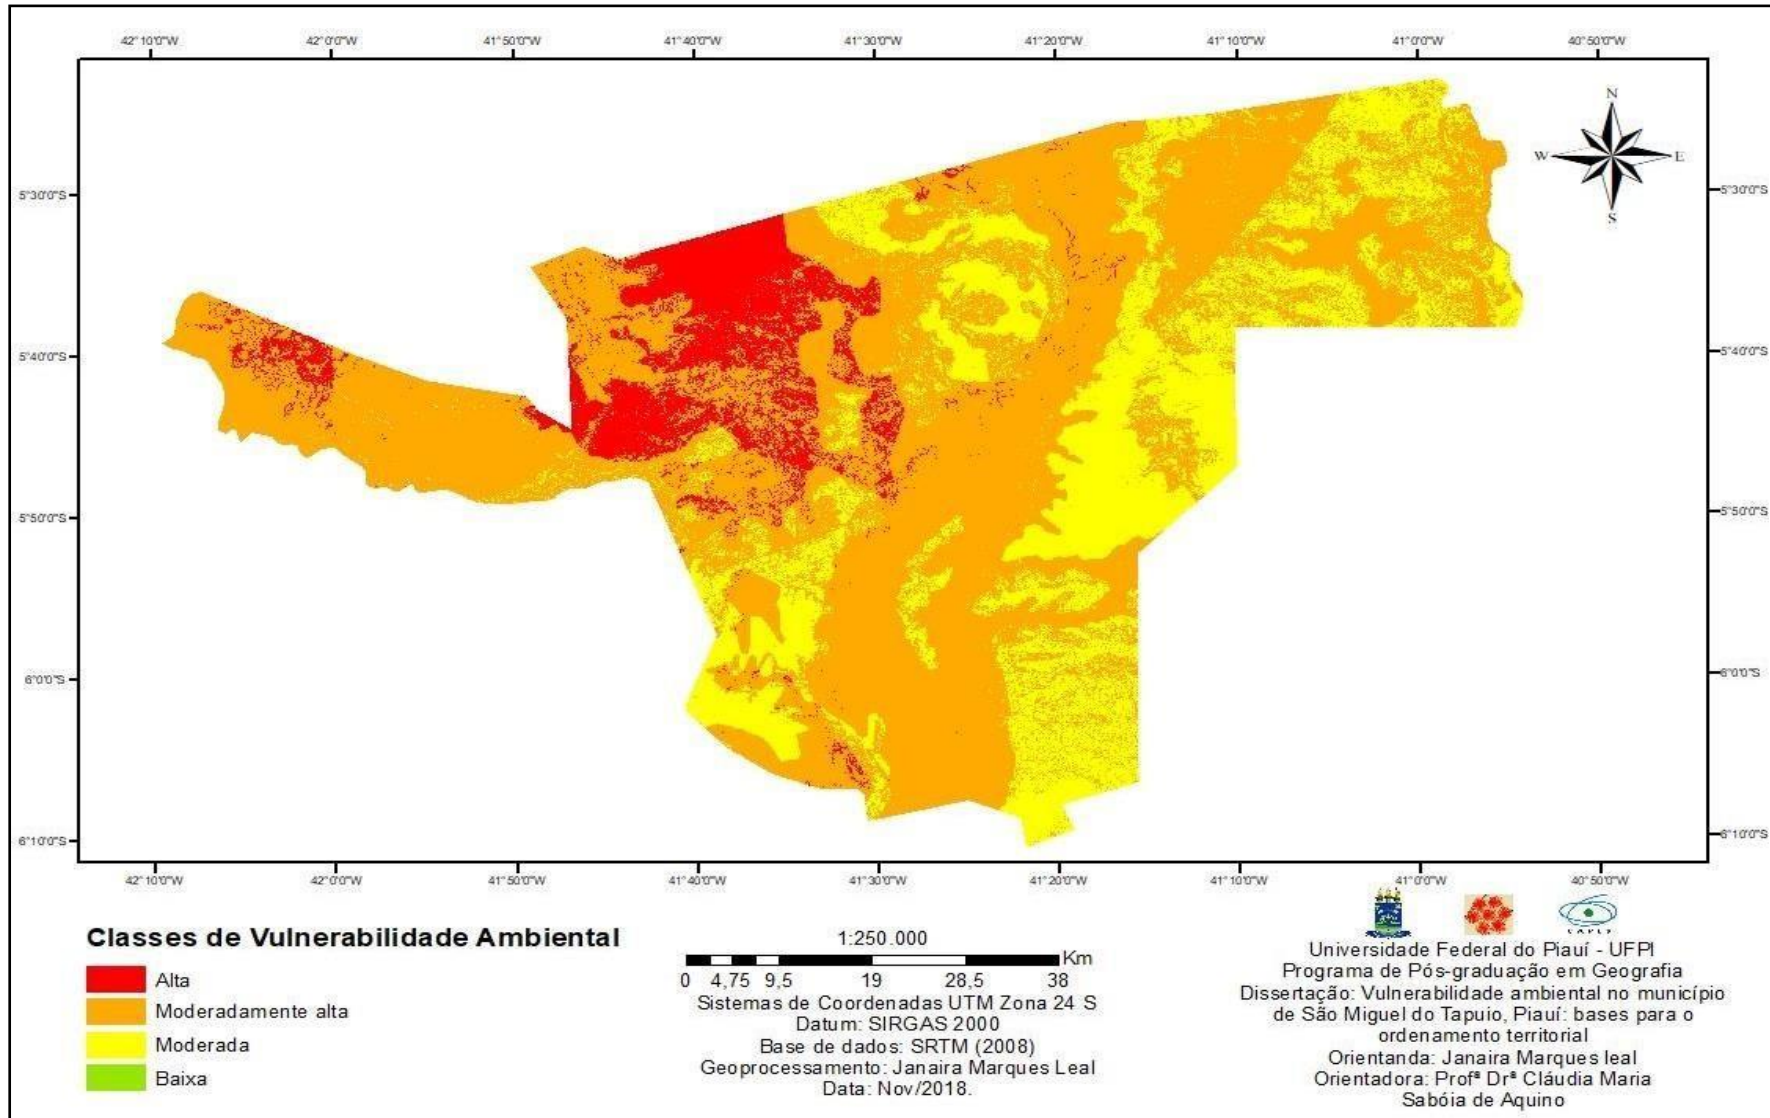 42°10'0"W 42°0'0"W 41°50'0"W 41°40'0"W 41°30'0"W 41°20'0"W 41°10'0"W 41°0'0"W 40°50'0"W
N
W E
S
5°30'0"S 5°30'0"S
5°40'0"S 5°40'0"S
5°50'0"S 5°50'0"S
6°0'0"S 6°0'0"S
6°10'0"S 6°10'0"S
42°10'0"W 42°0'0"W 41°50'0"W 41°40'0"W 41°30'0"W 41°20'0"W 41°10'0"W 41°0'0"W 40°50'0"W
Classes de Vulnerabilidade Ambiental
Alta
Moderadamente alta
Moderada
Baixa
1:250.000
Km
0 4,75 9,5 19 28,5 38
Sistemas de Coordenadas UTM Zona 24 S
Datum: SIRGAS 2000
Base de dados: SRTM (2008)
Geoprocessamento: Janaira Marques Leal
Data: Nov/2018.
CAPES
Universidade Federal do Piauí - UFPI
Programa de Pós-graduação em Geografia
Dissertação: Vulnerabilidade ambiental no município
de São Miguel do Tapuio, Piauí: bases para o
ordenamento territorial
Orientanda: Janaira Marques leal
Orientadora: Profª Drª Cláudia Maria
Sabóia de Aquino